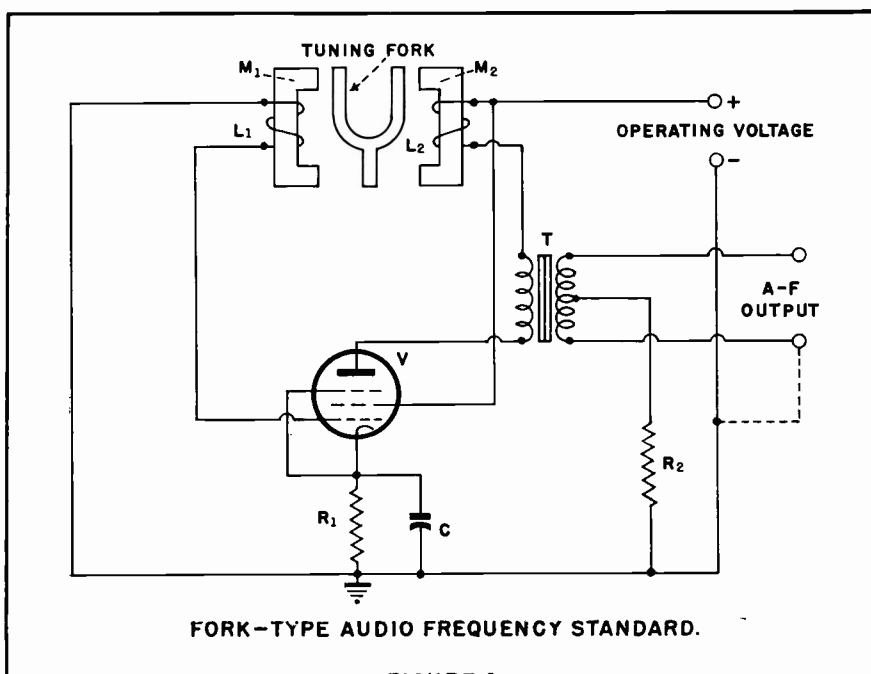 TUNING FORK
M1
M2
L1
L2
+
OPERATING VOLTAGE
-
T
A-F
OUTPUT
V
R1
C
R2
FORK-TYPE AUDIO FREQUENCY STANDARD.